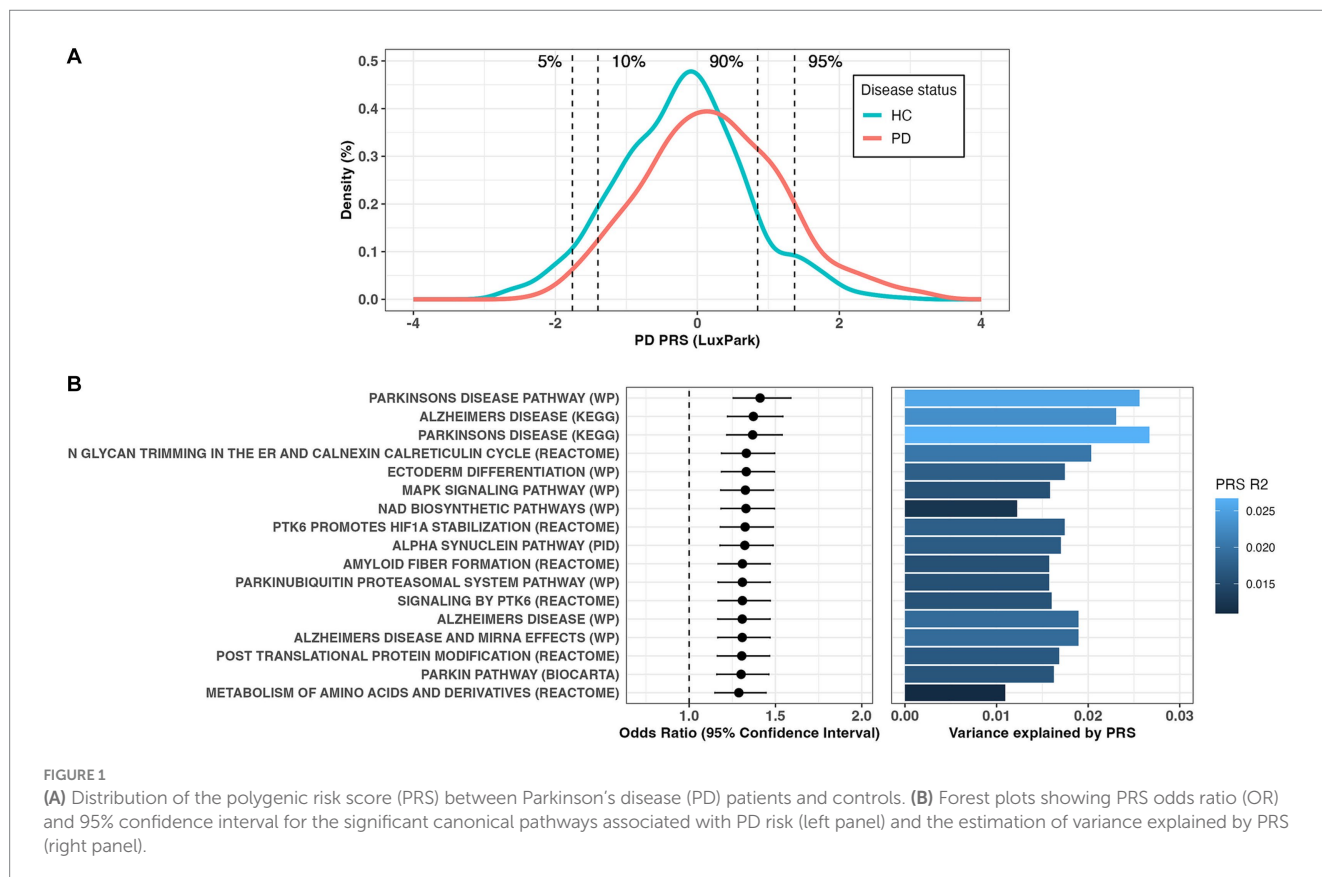 A
5%
10%
90%
95%
Disease status
HC
PD
0.5
0.4
0.3
0.2
0.1
0.0
Density (%)
-4
-2
0
2
4
PD PRS (LuxPark)
B
PARKINSONS DISEASE PATHWAY (WP)
ALZHEIMERS DISEASE (KEGG)
PARKINSONS DISEASE (KEGG)
N GLYCAN TRIMMING IN THE ER AND CALNEXIN CALRETICULIN CYCLE (REACTOME)
ECTODERM DIFFERENTIATION (WP)
MAPK SIGNALING PATHWAY (WP)
NAD BIOSYNTHETIC PATHWAYS (WP)
PTK6 PROMOTES HIF1A STABILIZATION (REACTOME)
ALPHA SYNUCLEIN PATHWAY (PID)
AMYLOID FIBER FORMATION (REACTOME)
PARKINUBIQUITIN PROTEASOMAL SYSTEM PATHWAY (WP)
SIGNALING BY PTK6 (REACTOME)
ALZHEIMERS DISEASE (WP)
ALZHEIMERS DISEASE AND MIRNA EFFECTS (WP)
POST TRANSLATIONAL PROTEIN MODIFICATION (REACTOME)
PARKIN PATHWAY (BIOCARTA)
METABOLISM OF AMINO ACIDS AND DERIVATIVES (REACTOME)
1.0
1.5
2.0
Odds Ratio (95% Confidence Interval)
0.00
0.01
0.02
0.03
Variance explained by PRS
PRS R2
0.025
0.020
0.015
FIGURE 1
(A) Distribution of the polygenic risk score (PRS) between Parkinson's disease (PD) patients and controls. (B) Forest plots showing PRS odds ratio (OR)
and 95% confidence interval for the significant canonical pathways associated with PD risk (left panel) and the estimation of variance explained by PRS
(right panel).